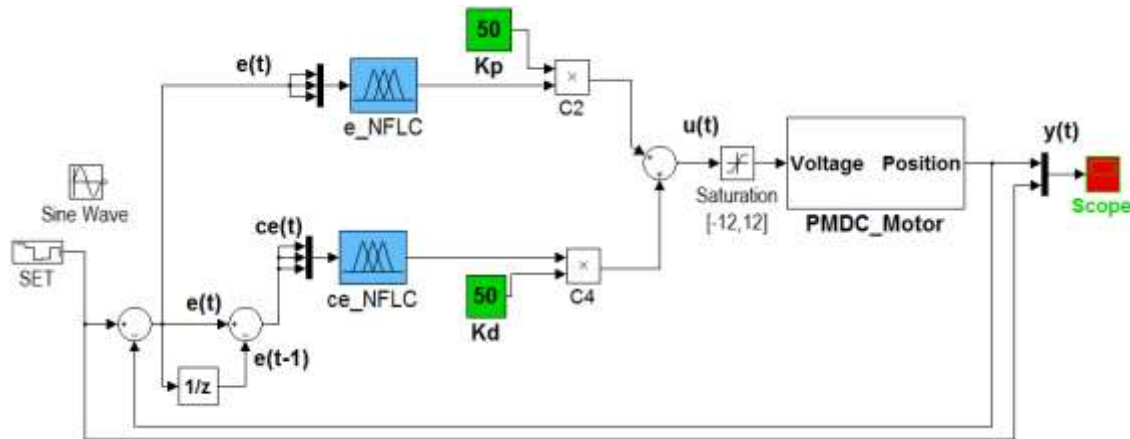 50
Kp
e(t)
e_NFLC
×
C2
u(t)
y(t)
Voltage Position
Saturation
[-12,12]
PMDC_Motor
Scope
Sine Wave
SET
ce(t)
ce_NFLC
×
C4
50
Kd
e(t)
e(t-1)
1/z